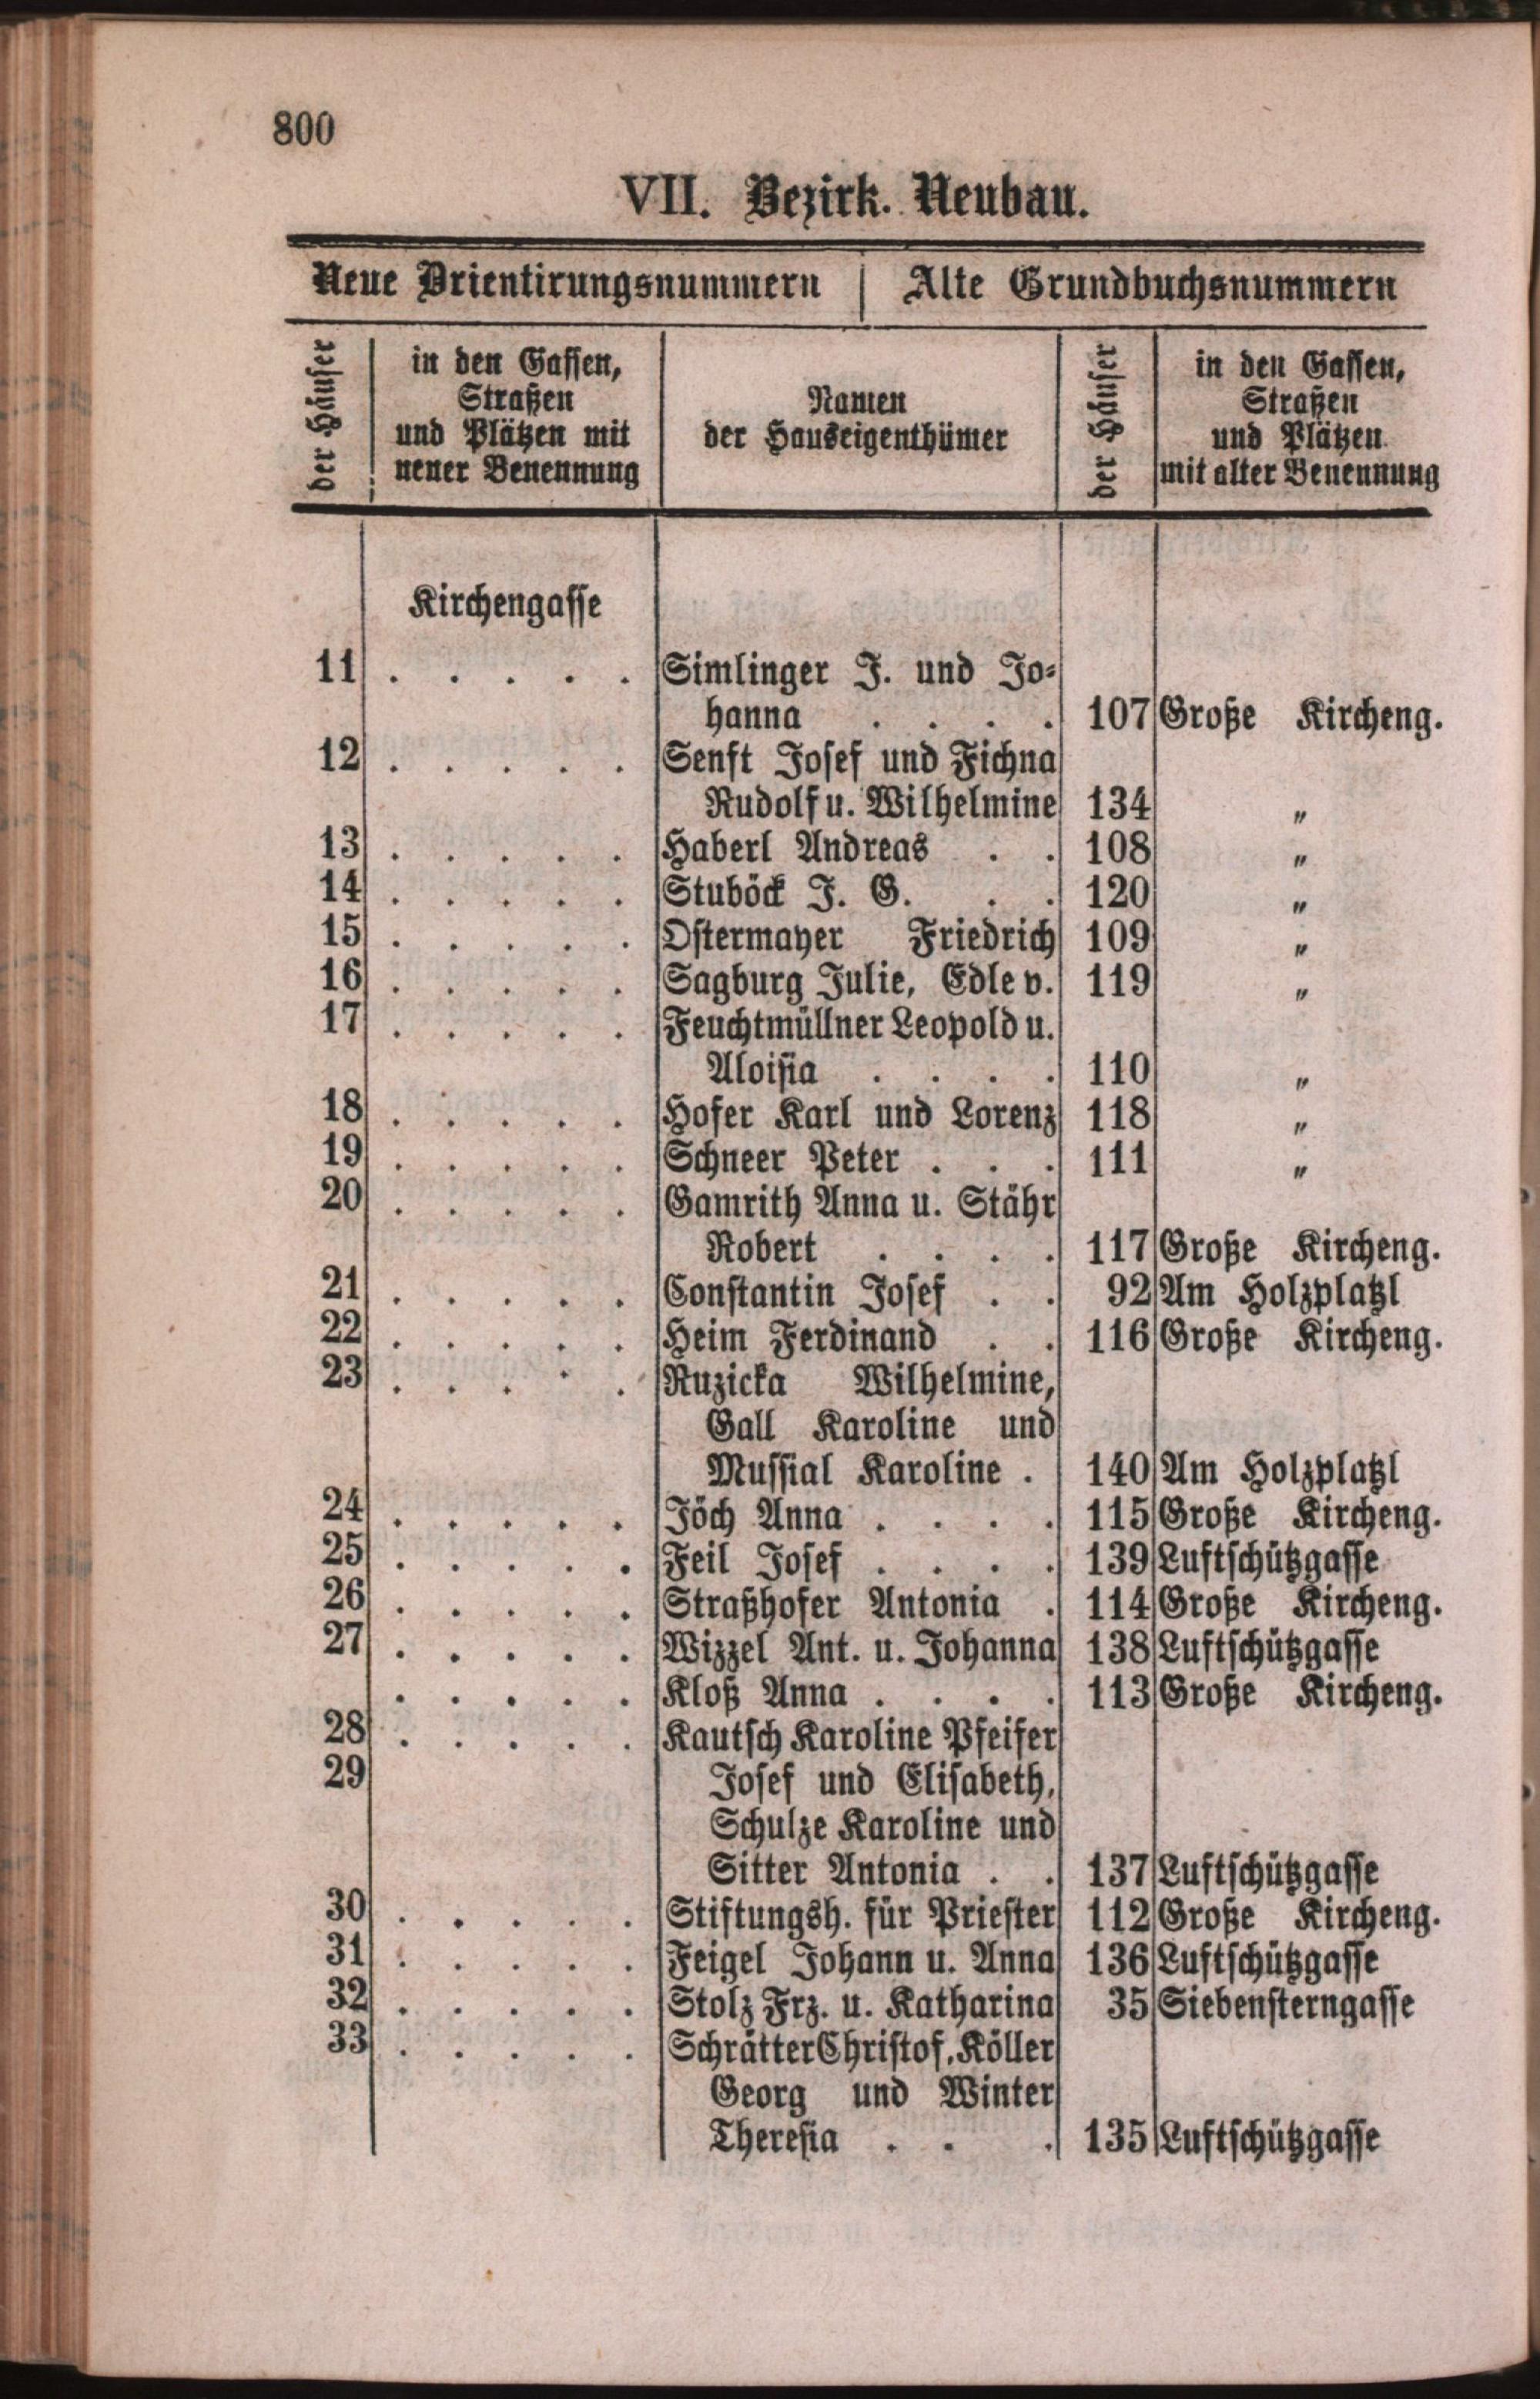 800
VII. Bezirk. Neubau.
Neue Orientirungsnummern | Alte Grundbuchsnummern
der Häuser | in den Gassen, Straßen und Plätzen mit neuer Benennung | Namen der Hauseigenthümer | der Häuser | in den Gassen, Straßen und Plätzen mit alter Benennung
Kirchengasse
11 . . . . . Simlinger J. und Jo-
hanna . . . . 107 Große Kircheng.
12 . . . . . Senft Josef und Fichna
Rudolf u. Wilhelmine 134 „
13 . . . . . Haberl Andreas . . 108 „
14 . . . . . Stuböck J. G. . . 120 „
15 . . . . . Ostermayer Friedrich 109 „
16 . . . . . Sagburg Julie, Edle v. 119 „
17 . . . . . Feuchtmüllner Leopold u.
Aloisia . . . . 110 „
18 . . . . . Hofer Karl und Lorenz 118 „
19 . . . . . Schneer Peter . . . 111 „
20 . . . . . Gamrith Anna u. Stähr
Robert . . . . 117 Große Kircheng.
21 . . . . . Constantin Josef . . 92 Am Holzplatzl
22 . . . . . Heim Ferdinand . . 116 Große Kircheng.
23 . . . . . Ruzicka Wilhelmine,
Gall Karoline und
Mussial Karoline . 140 Am Holzplatzl
24 . . . . . Jöch Anna . . . . 115 Große Kircheng.
25 . . . . . Feil Josef . . . . 139 Luftschützgasse
26 . . . . . Straßhofer Antonia . 114 Große Kircheng.
27 . . . . . Wizzel Ant. u. Johanna 138 Luftschützgasse
. . . . . Kloß Anna . . . . 113 Große Kircheng.
28 . . . . . Kautsch Karoline Pfeifer
29 Josef und Elisabeth,
Schulze Karoline und
Sitter Antonia . . 137 Luftschützgasse
30 . . . . . Stiftungsh. für Priester 112 Große Kircheng.
31 . . . . . Feigel Johann u. Anna 136 Luftschützgasse
32 . . . . . Stolz Frz. u. Katharina 35 Siebensterngasse
33 . . . . . Schrätter Christof, Köller
Georg und Winter
Theresia . . . 135 Luftschützgasse